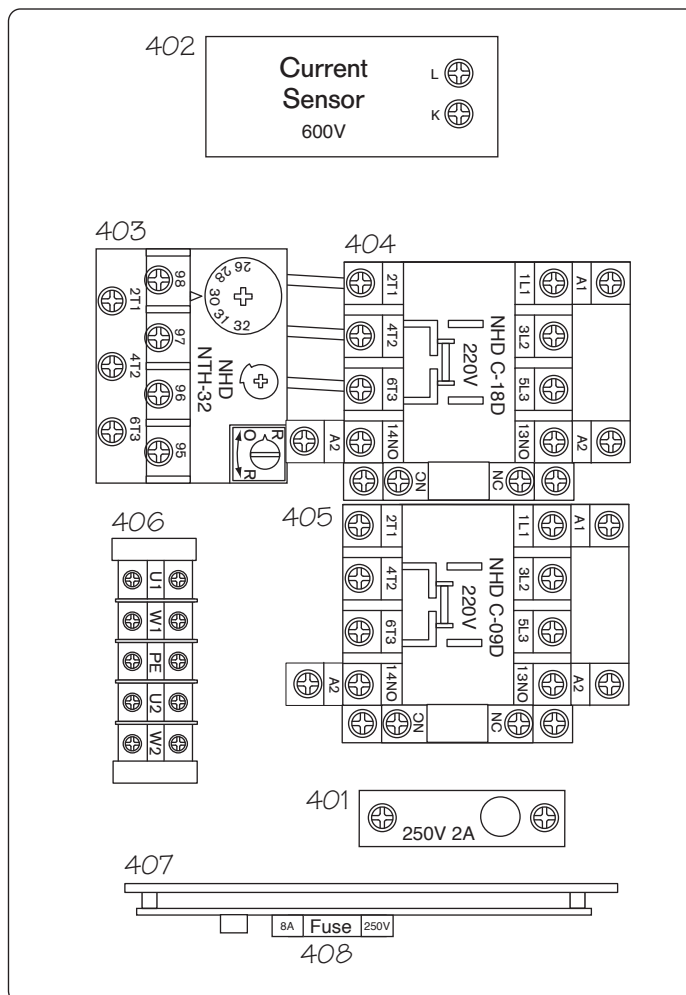 402
Current
Sensor
600V
L
K
403
2T1
4T2
6T3
98
97
96
95
26
28
30
31
32
NHD
NTH-32
R
O
R
404
2T1
4T2
6T3
14NO
A2
NC
NHD C-18D
220V
1L1
3L2
5L3
13NO
A1
A2
NC
405
2T1
4T2
6T3
14NO
A2
NC
NHD C-09D
220V
1L1
3L2
5L3
13NO
A1
A2
NC
406
U1
W1
PE
U2
W2
401
250V 2A
407
8A Fuse 250V
408